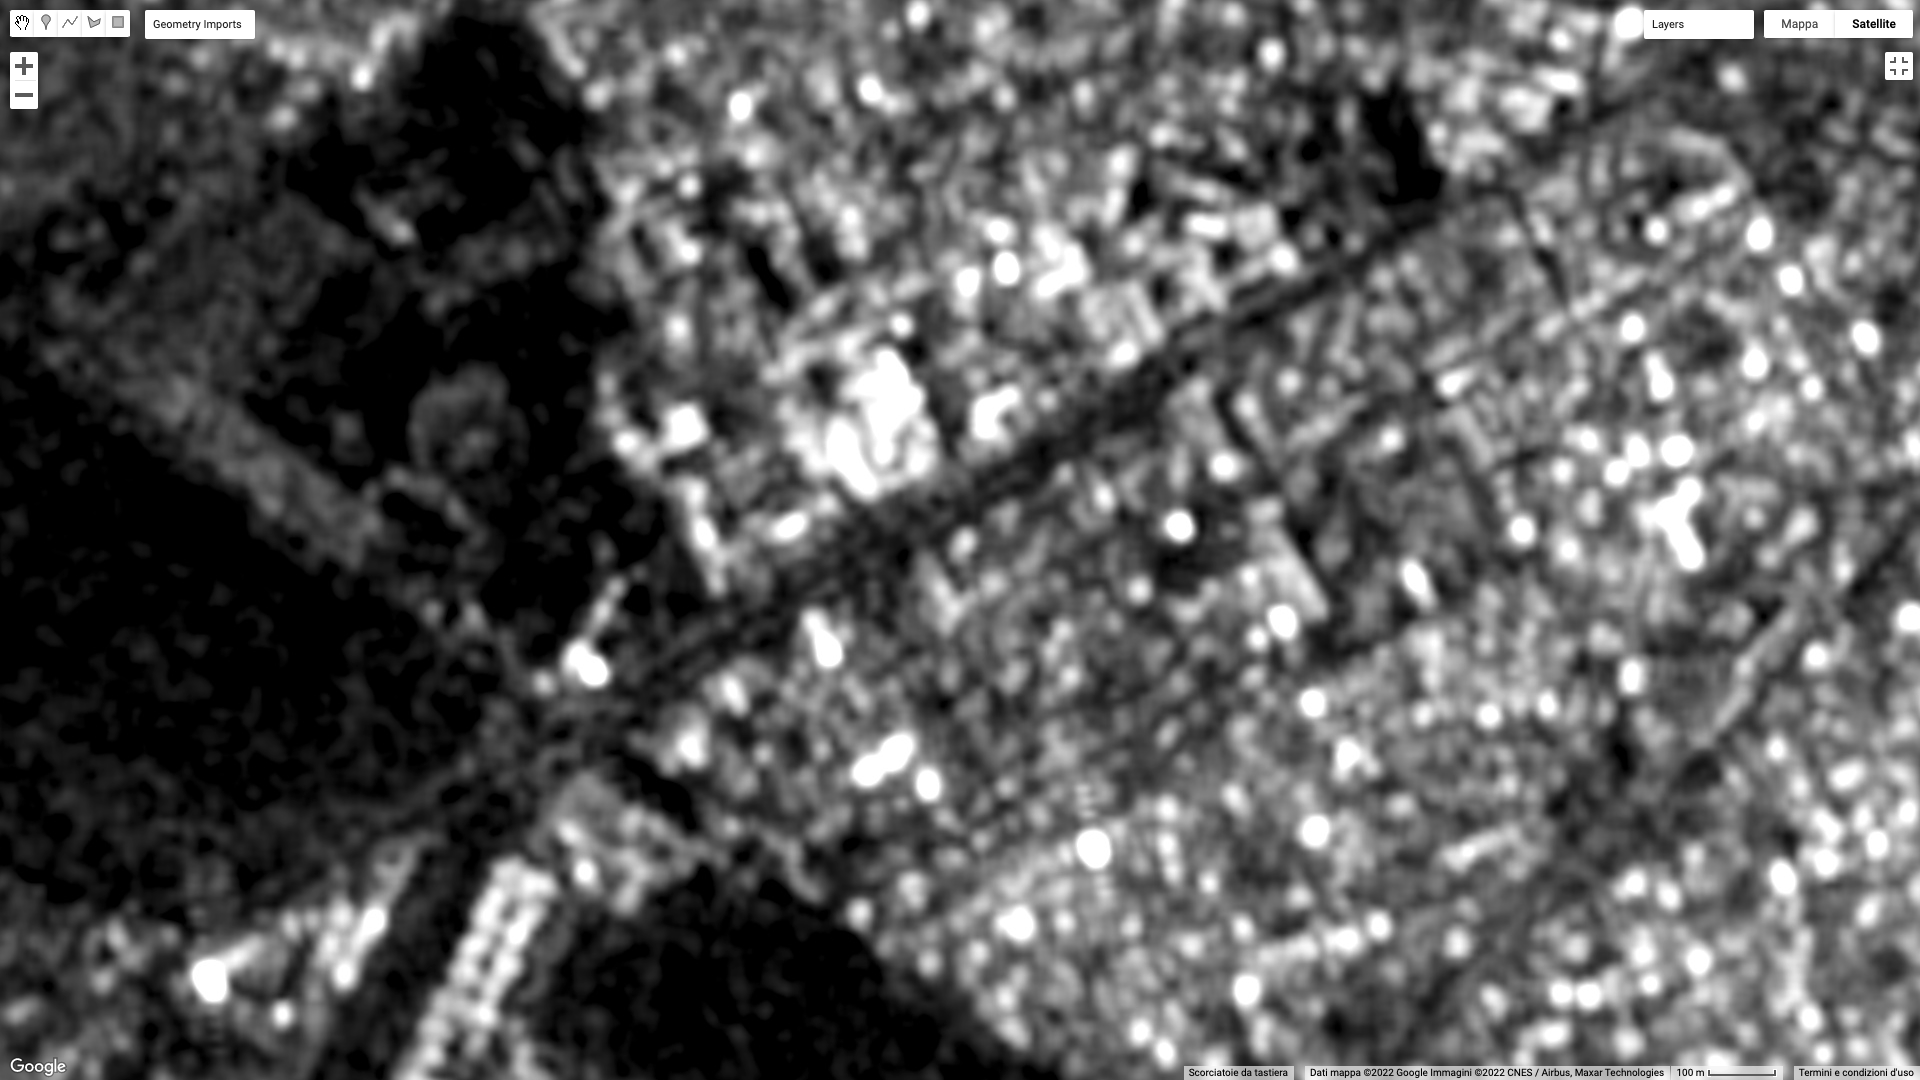 Geometry Imports
Layers
Mappa
Satellite
Google
Scorciatoie da tastiera
Dati mappa ©2022 Google Immagini ©2022 CNES / Airbus, Maxar Technologies
100 m
Termini e condizioni d'uso